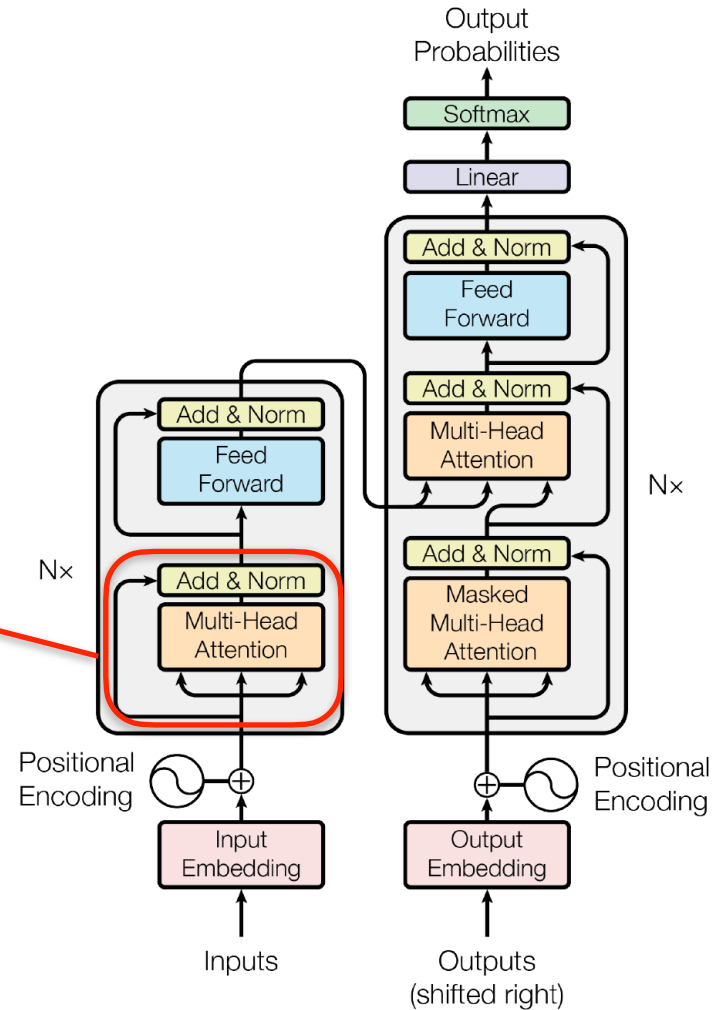 Output
Probabilities
Softmax
Linear
Add & Norm
Feed
Forward
Add & Norm
Multi-Head
Attention
Add & Norm
Masked
Multi-Head
Attention
N×
Add & Norm
Feed
Forward
Add & Norm
Multi-Head
Attention
N×
Positional
Encoding
Positional
Encoding
Input
Embedding
Output
Embedding
Inputs
Outputs
(shifted right)